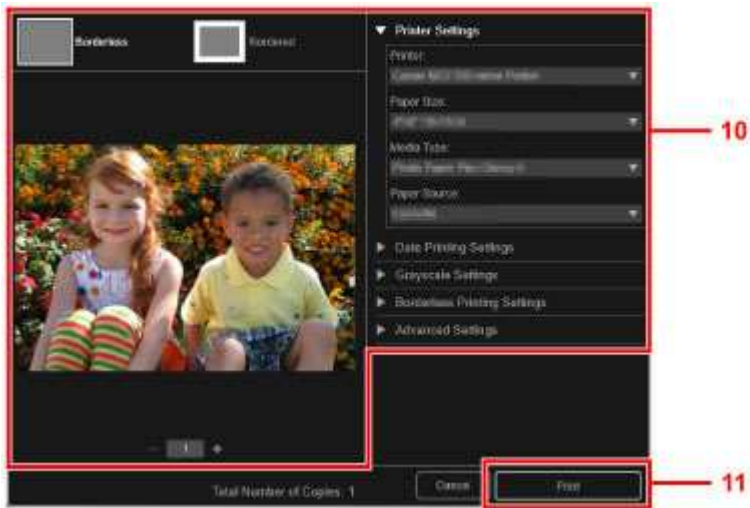 Borderless
Bordered
Printer Settings
Printer:
Paper Size:
Media Type:
Paper Source:
Date Printing Settings
Grayscale Settings
Borderless Printing Settings
Advanced Settings
10
1
Total Number of Copies: 1
Cancel
Print
11